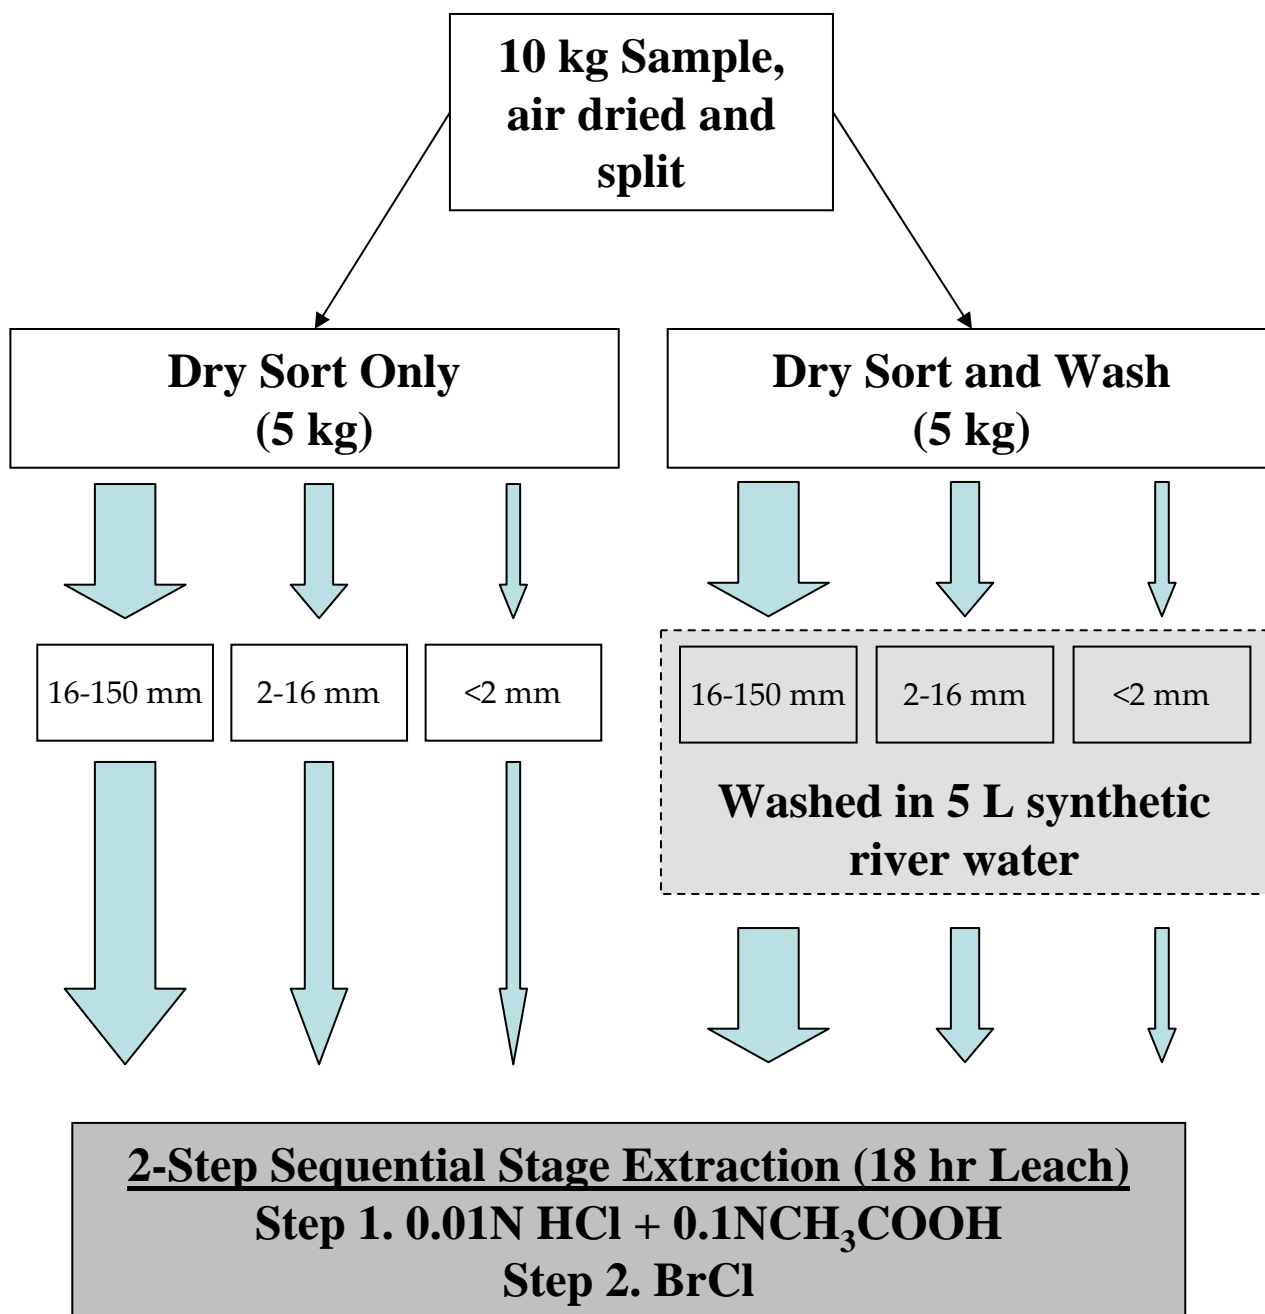 10 kg Sample,
air dried and
split
Dry Sort Only
(5 kg)
Dry Sort and Wash
(5 kg)
16-150 mm
2-16 mm
<2 mm
16-150 mm
2-16 mm
<2 mm
Washed in 5 L synthetic
river water
2-Step Sequential Stage Extraction (18 hr Leach)
Step 1. 0.01N HCl + 0.1NCH₃COOH
Step 2. BrCl